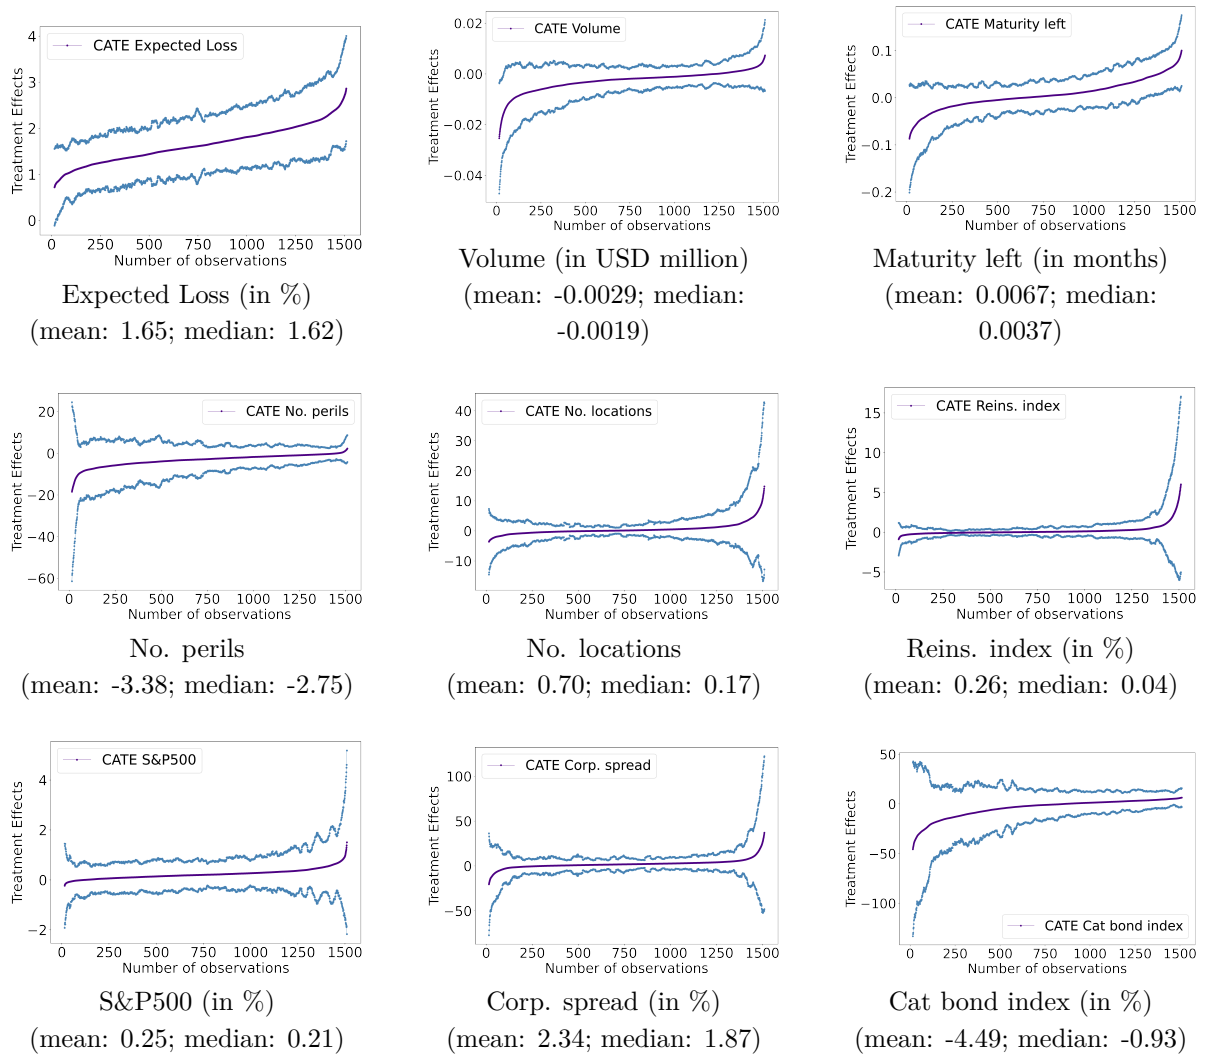 CATE Expected Loss
Treatment Effects
4
3
2
1
0
0 250 500 750 1000 1250 1500
Number of observations
Expected Loss (in %)
(mean: 1.65; median: 1.62)
CATE Volume
Treatment Effects
0.02
0.00
−0.02
−0.04
0 250 500 750 1000 1250 1500
Number of observations
Volume (in USD million)
(mean: -0.0029; median:
-0.0019)
CATE Maturity left
Treatment Effects
0.1
0.0
−0.1
−0.2
0 250 500 750 1000 1250 1500
Number of observations
Maturity left (in months)
(mean: 0.0067; median:
0.0037)
CATE No. perils
Treatment Effects
20
0
−20
−40
−60
0 250 500 750 1000 1250 1500
Number of observations
No. perils
(mean: -3.38; median: -2.75)
CATE No. locations
Treatment Effects
40
30
20
10
0
−10
0 250 500 750 1000 1250 1500
Number of observations
No. locations
(mean: 0.70; median: 0.17)
CATE Reins. index
Treatment Effects
15
10
5
0
−5
0 250 500 750 1000 1250 1500
Number of observations
Reins. index (in %)
(mean: 0.26; median: 0.04)
CATE S&P500
Treatment Effects
4
2
0
−2
0 250 500 750 1000 1250 1500
Number of observations
S&P500 (in %)
(mean: 0.25; median: 0.21)
CATE Corp. spread
Treatment Effects
100
50
0
−50
0 250 500 750 1000 1250 1500
Number of observations
Corp. spread (in %)
(mean: 2.34; median: 1.87)
CATE Cat bond index
Treatment Effects
50
0
−50
−100
0 250 500 750 1000 1250 1500
Number of observations
Cat bond index (in %)
(mean: -4.49; median: -0.93)